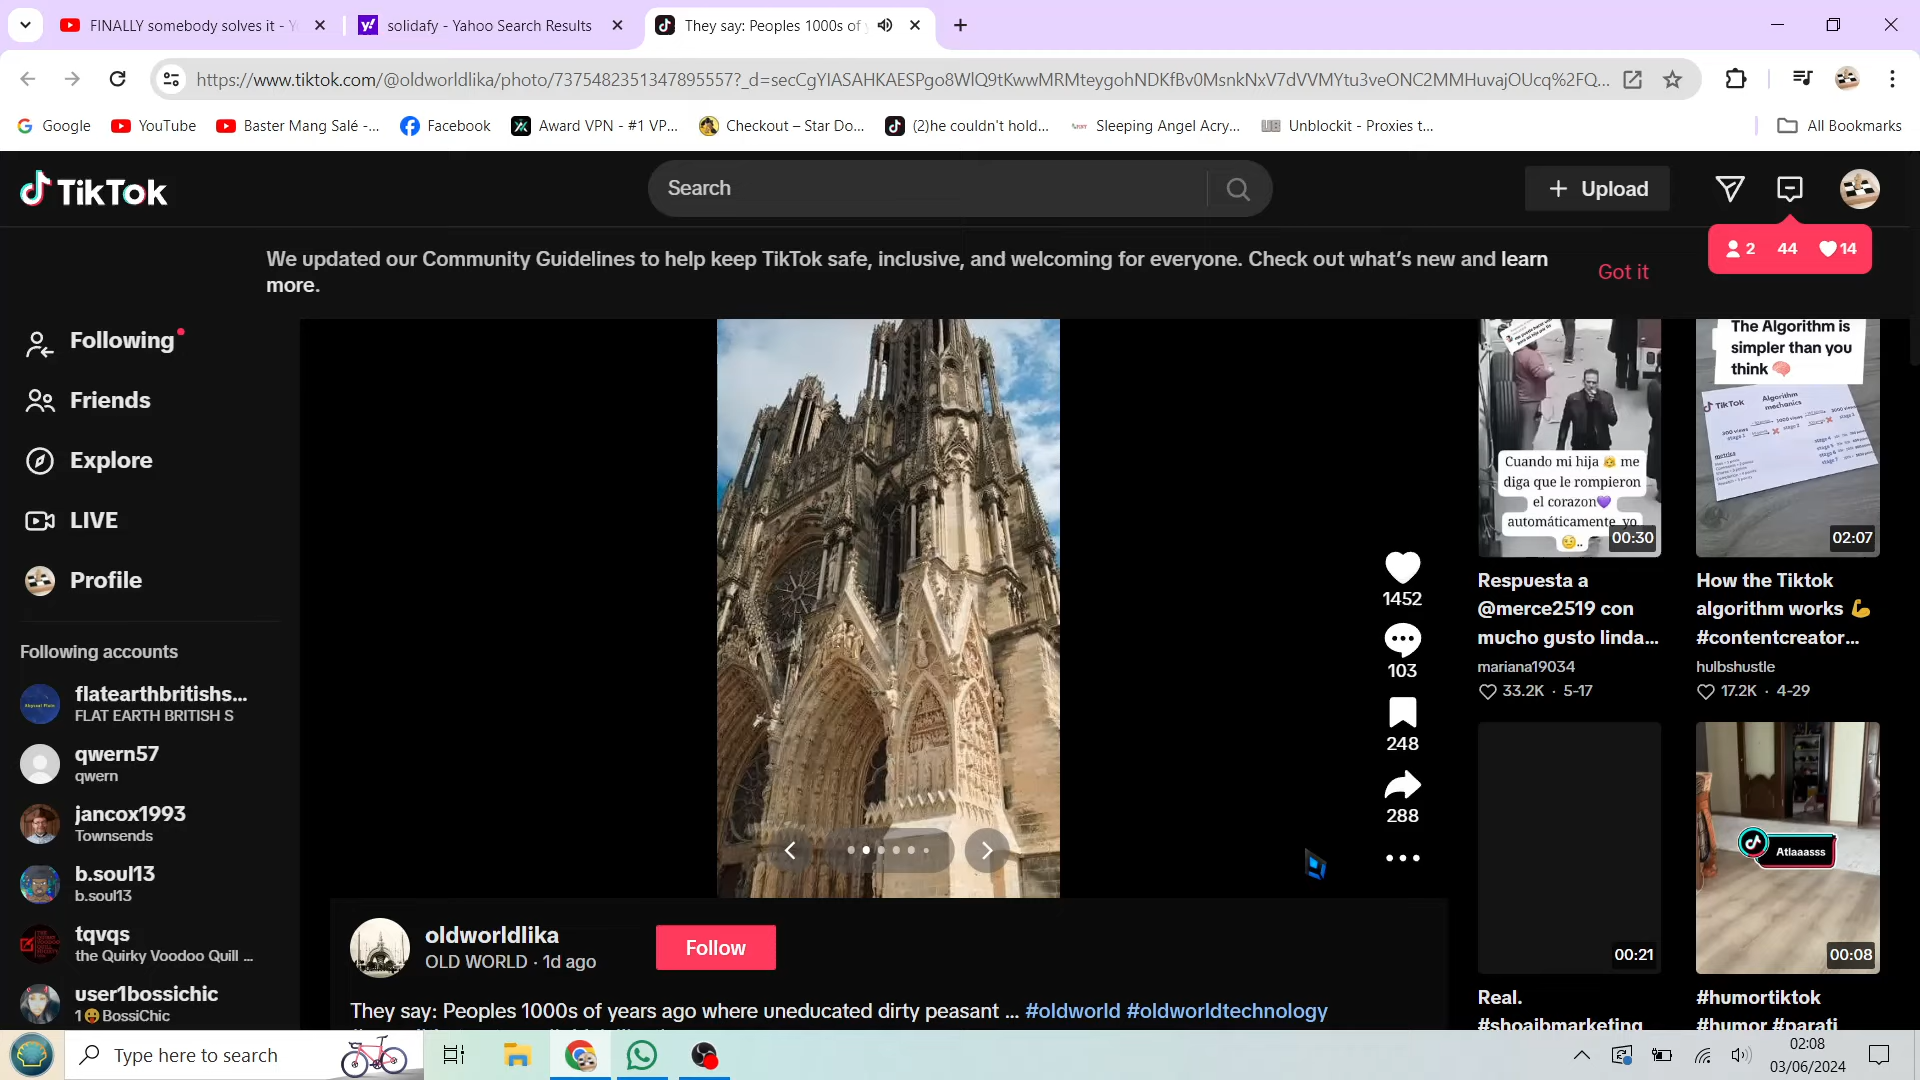 FINALLY somebody solves it - Y
solidafy - Yahoo Search Results
They say: Peoples 1000s of y
https://www.tiktok.com/@oldworldlika/photo/7375482351347895557?_d=secCgYIASAHKAESPgo8WlQ9tKwwMRMteygohNDKfBv0MsnkNxV7dVVMYtu3veONC2MMHuvajOUcq%2FQ...
Google
YouTube
Baster Mang Salé -...
Facebook
Award VPN - #1 VP...
Checkout – Star Do...
(2)he couldn't hold...
Sleeping Angel Acry...
Unblockit - Proxies t...
All Bookmarks
TikTok
Search
+ Upload
2 44 14
We updated our Community Guidelines to help keep TikTok safe, inclusive, and welcoming for everyone. Check out what’s new and learn
more.
Got it
Following
Friends
Explore
LIVE
Profile
Following accounts
flatearthbritishs...
FLAT EARTH BRITISH S
qwern57
qwern
jancox1993
Townsends
b.soul13
b.soul13
tqvqs
the Quirky Voodoo Quill ...
user1bossichic
1😛BossiChic
1452
103
248
288
oldworldlika
OLD WORLD · 1d ago
Follow
They say: Peoples 1000s of years ago where uneducated dirty peasant ... #oldworld #oldworldtechnology
Cuando mi hija 🥺 me
diga que le rompieron
el corazon💜
automáticamente yo
😏..
00:30
Respuesta a
@merce2519 con
mucho gusto linda...
mariana19034
33.2K · 5-17
The Algorithm is
simpler than you
think 🧠
TikTok
Algorithm
mechanics
02:07
How the Tiktok
algorithm works 💪
#contentcreator...
hulbshustle
17.2K · 4-29
00:21
Real.
#shoaibmarketing
Atlaaasss
00:08
#humortiktok
#humor #parati
Type here to search
02:08
03/06/2024